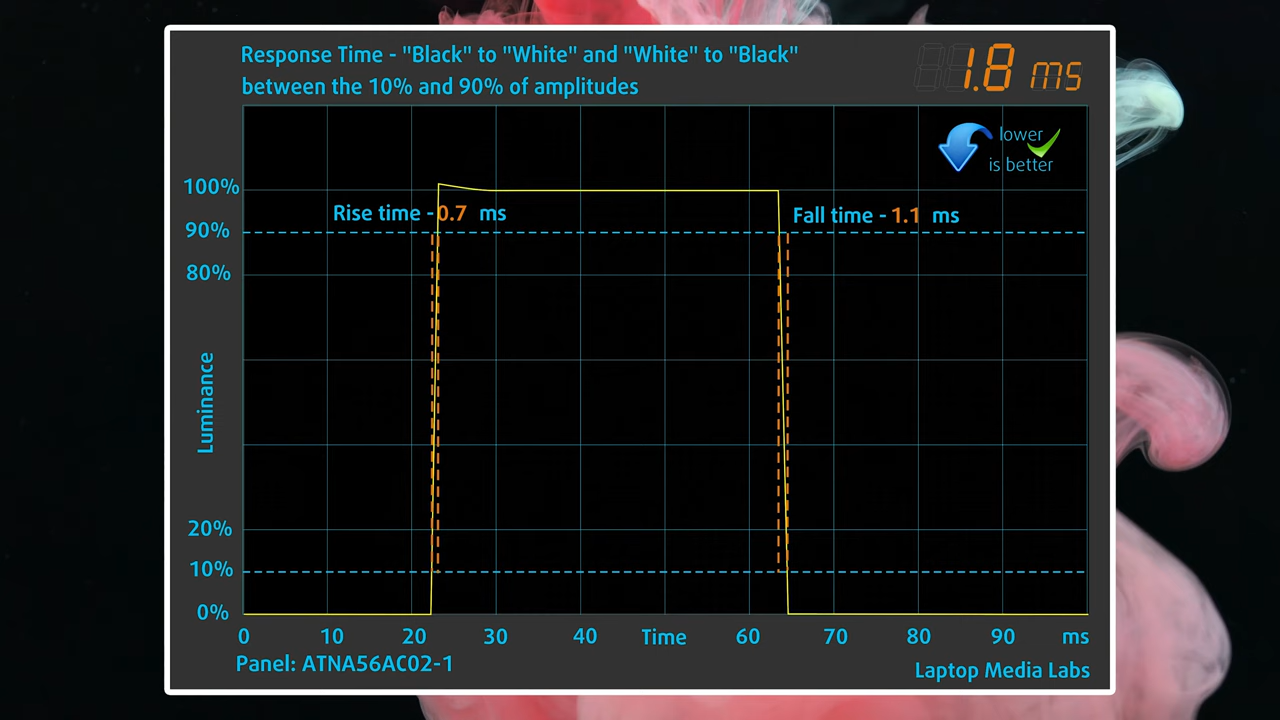 Response Time - "Black" to "White" and "White" to "Black"
between the 10% and 90% of amplitudes
1.8 ms
lower
is better
100%
Rise time - 0.7 ms
Fall time - 1.1 ms
90%
80%
Luminance
20%
10%
0%
0 10 20 30 40 Time 60 70 80 90 ms
Panel: ATNA56AC02-1
Laptop Media Labs